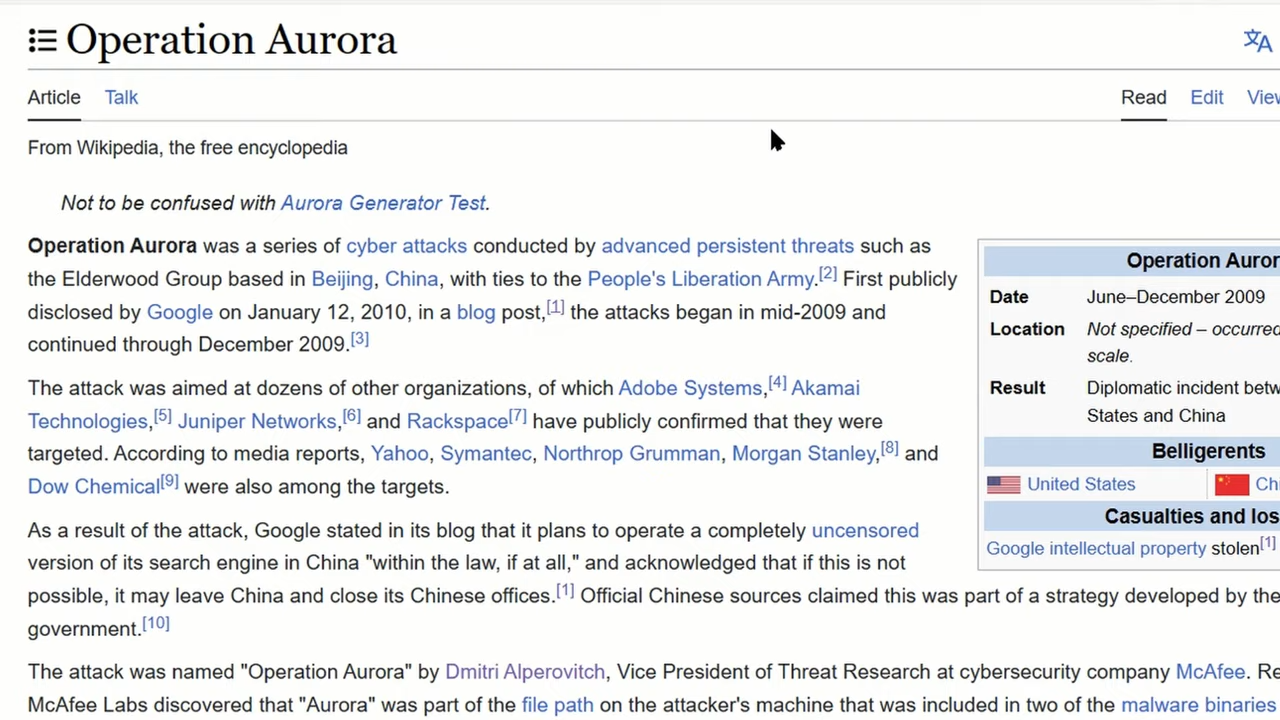 Operation Aurora
Article Talk
Read Edit View
From Wikipedia, the free encyclopedia
Not to be confused with Aurora Generator Test.
Operation Aurora was a series of cyber attacks conducted by advanced persistent threats such as
the Elderwood Group based in Beijing, China, with ties to the People's Liberation Army.[2] First publicly
disclosed by Google on January 12, 2010, in a blog post,[1] the attacks began in mid-2009 and
continued through December 2009.[3]
The attack was aimed at dozens of other organizations, of which Adobe Systems,[4] Akamai
Technologies,[5] Juniper Networks,[6] and Rackspace[7] have publicly confirmed that they were
targeted. According to media reports, Yahoo, Symantec, Northrop Grumman, Morgan Stanley,[8] and
Dow Chemical[9] were also among the targets.
As a result of the attack, Google stated in its blog that it plans to operate a completely uncensored
version of its search engine in China "within the law, if at all," and acknowledged that if this is not
possible, it may leave China and close its Chinese offices.[1] Official Chinese sources claimed this was part of a strategy developed by the
government.[10]
The attack was named "Operation Aurora" by Dmitri Alperovitch, Vice President of Threat Research at cybersecurity company McAfee. Re
McAfee Labs discovered that "Aurora" was part of the file path on the attacker's machine that was included in two of the malware binaries
Operation Auror
Date June–December 2009
Location Not specified – occurred
scale.
Result Diplomatic incident betw
States and China
Belligerents
United States Chi
Casualties and los
Google intellectual property stolen[1]